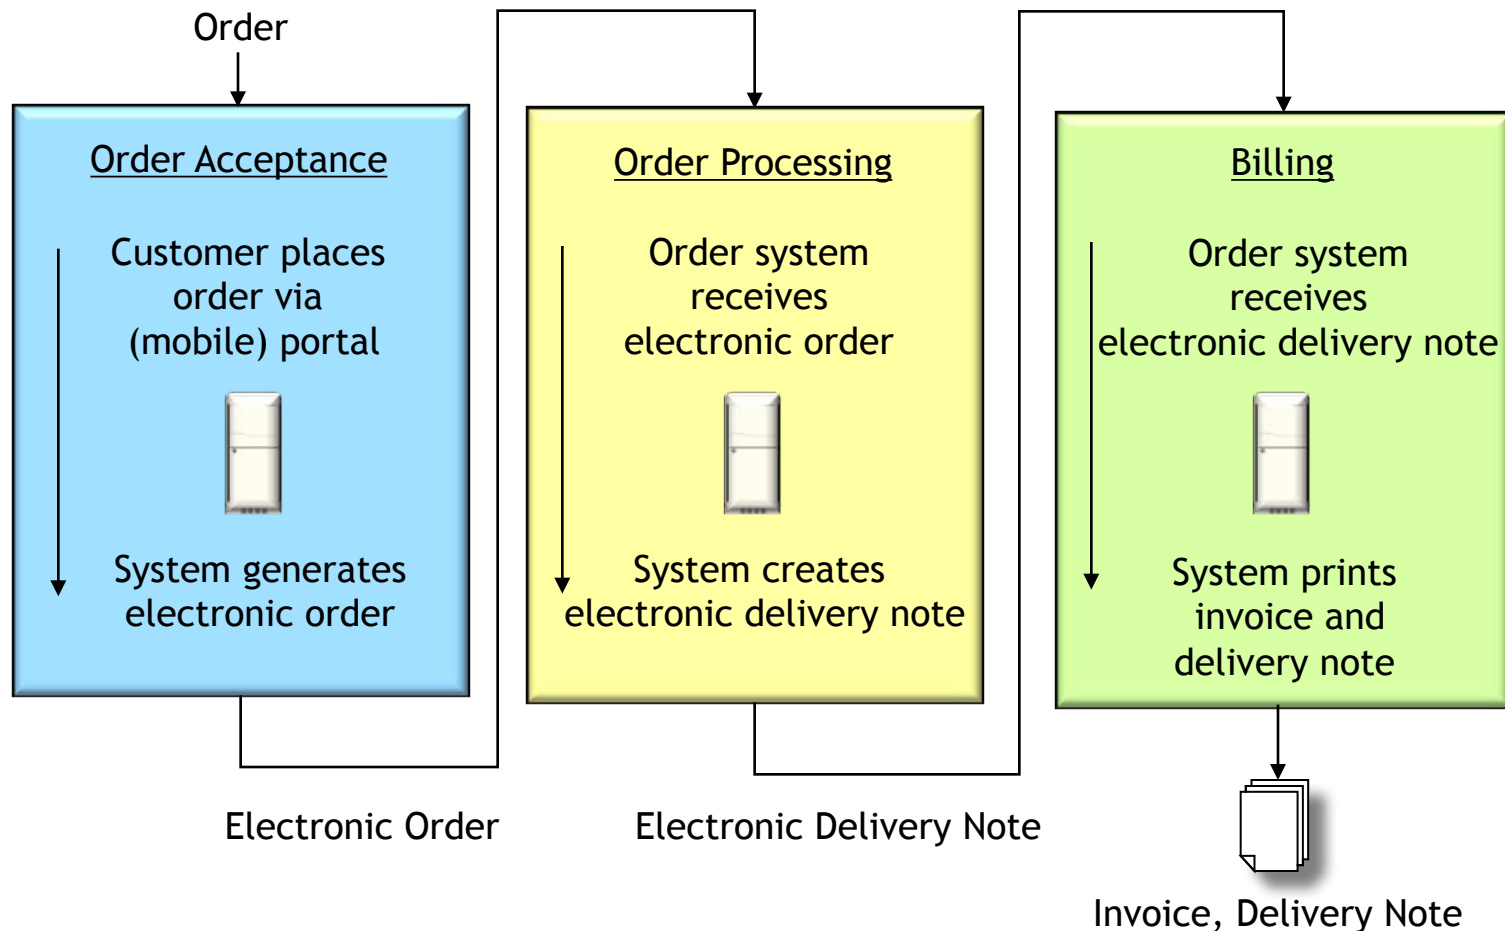 Order
Order Acceptance
Customer places
order via
(mobile) portal
System generates
electronic order
Electronic Order
Order Processing
Order system
receives
electronic order
System creates
electronic delivery note
Electronic Delivery Note
Billing
Order system
receives
electronic delivery note
System prints
invoice and
delivery note
Invoice, Delivery Note